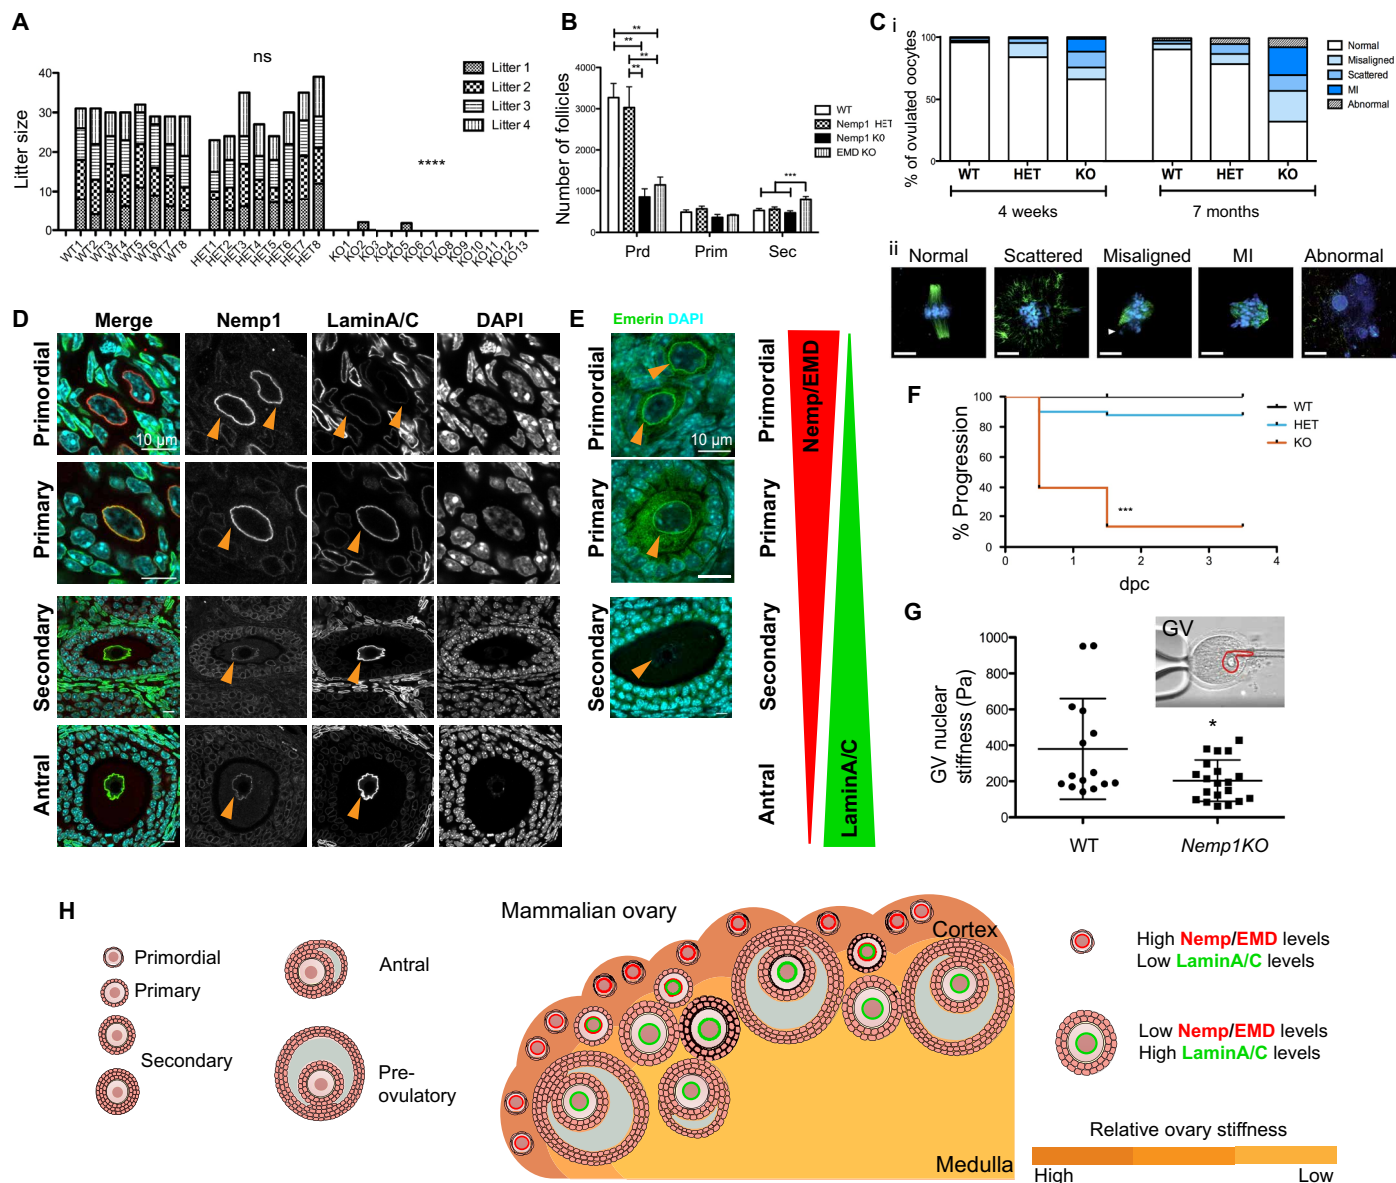 A
ns
Litter size
40
30
20
10
0
****
Litter 1
Litter 2
Litter 3
Litter 4
WT1
WT2
WT3
WT4
WT5
WT6
WT7
WT8
HET1
HET2
HET3
HET4
HET5
HET6
HET7
HET8
KO1
KO2
KO3
KO4
KO5
KO6
KO7
KO8
KO9
KO10
KO11
KO12
KO13
B
Number of follicles
4000
3000
2000
1000
0
**
**
**
**
***
WT
Nemp1 HET
Nemp1 KO
EMD KO
Prd
Prim
Sec
C
i
% of ovulated oocytes
100
50
0
WT
HET
KO
WT
HET
KO
4 weeks
7 months
Normal
Misaligned
Scattered
MI
Abnormal
ii
Normal
Scattered
Misaligned
MI
Abnormal
D
Merge
Nemp1
LaminA/C
DAPI
Primordial
10 µm
Primary
Secondary
Antral
E
Emerin DAPI
Primordial
10 µm
Primary
Secondary
Primordial
Primary
Secondary
Antral
Nemp/EMD
LaminA/C
F
% Progression
100
80
60
40
20
0
0
1
2
3
4
dpc
***
WT
HET
KO
G
GV nuclear
stiffness (Pa)
1000
800
600
400
200
0
GV
*
WT
Nemp1KO
H
Primordial
Primary
Secondary
Antral
Pre-
ovulatory
Mammalian ovary
Cortex
Medulla
High Nemp/EMD levels
Low LaminA/C levels
Low Nemp/EMD levels
High LaminA/C levels
Relative ovary stiffness
High
Low